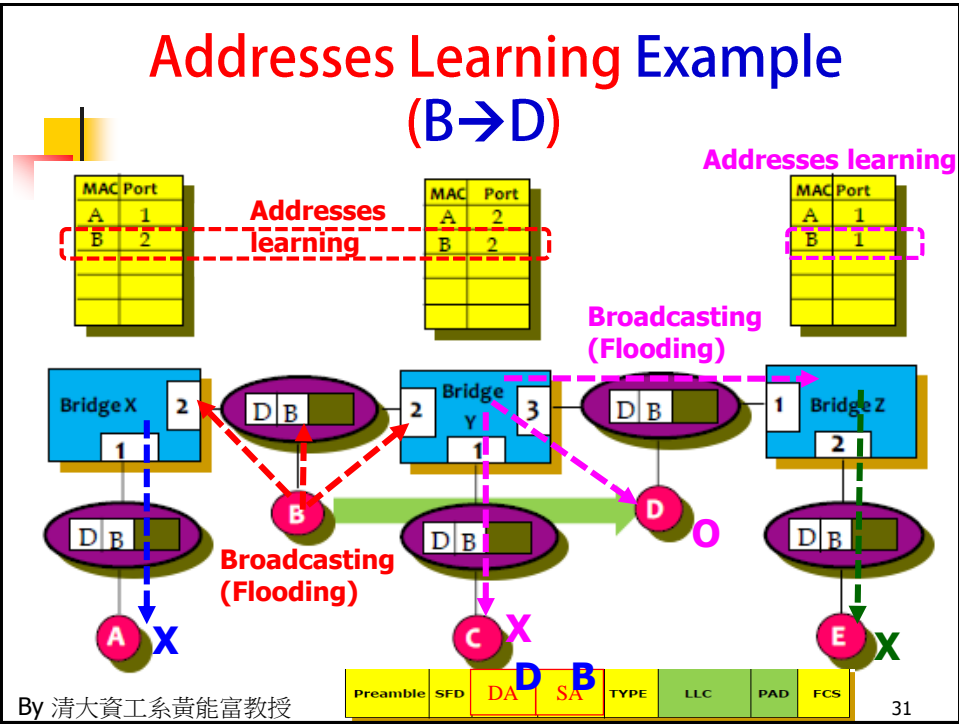 Addresses Learning Example
(B→D)
Addresses learning
MAC Port
A 1
B 2
Addresses
learning
MAC Port
A 2
B 2
MAC Port
A 1
B 1
Broadcasting
(Flooding)
Bridge X
2
1
D B
2
Bridge
Y
3
1
D B
1
Bridge Z
2
B
D
O
D B
D B
D B
Broadcasting
(Flooding)
A
X
C
X
E
X
D B
Preamble SFD DA SA TYPE LLC PAD FCS
By 清大資工系黃能富教授
31